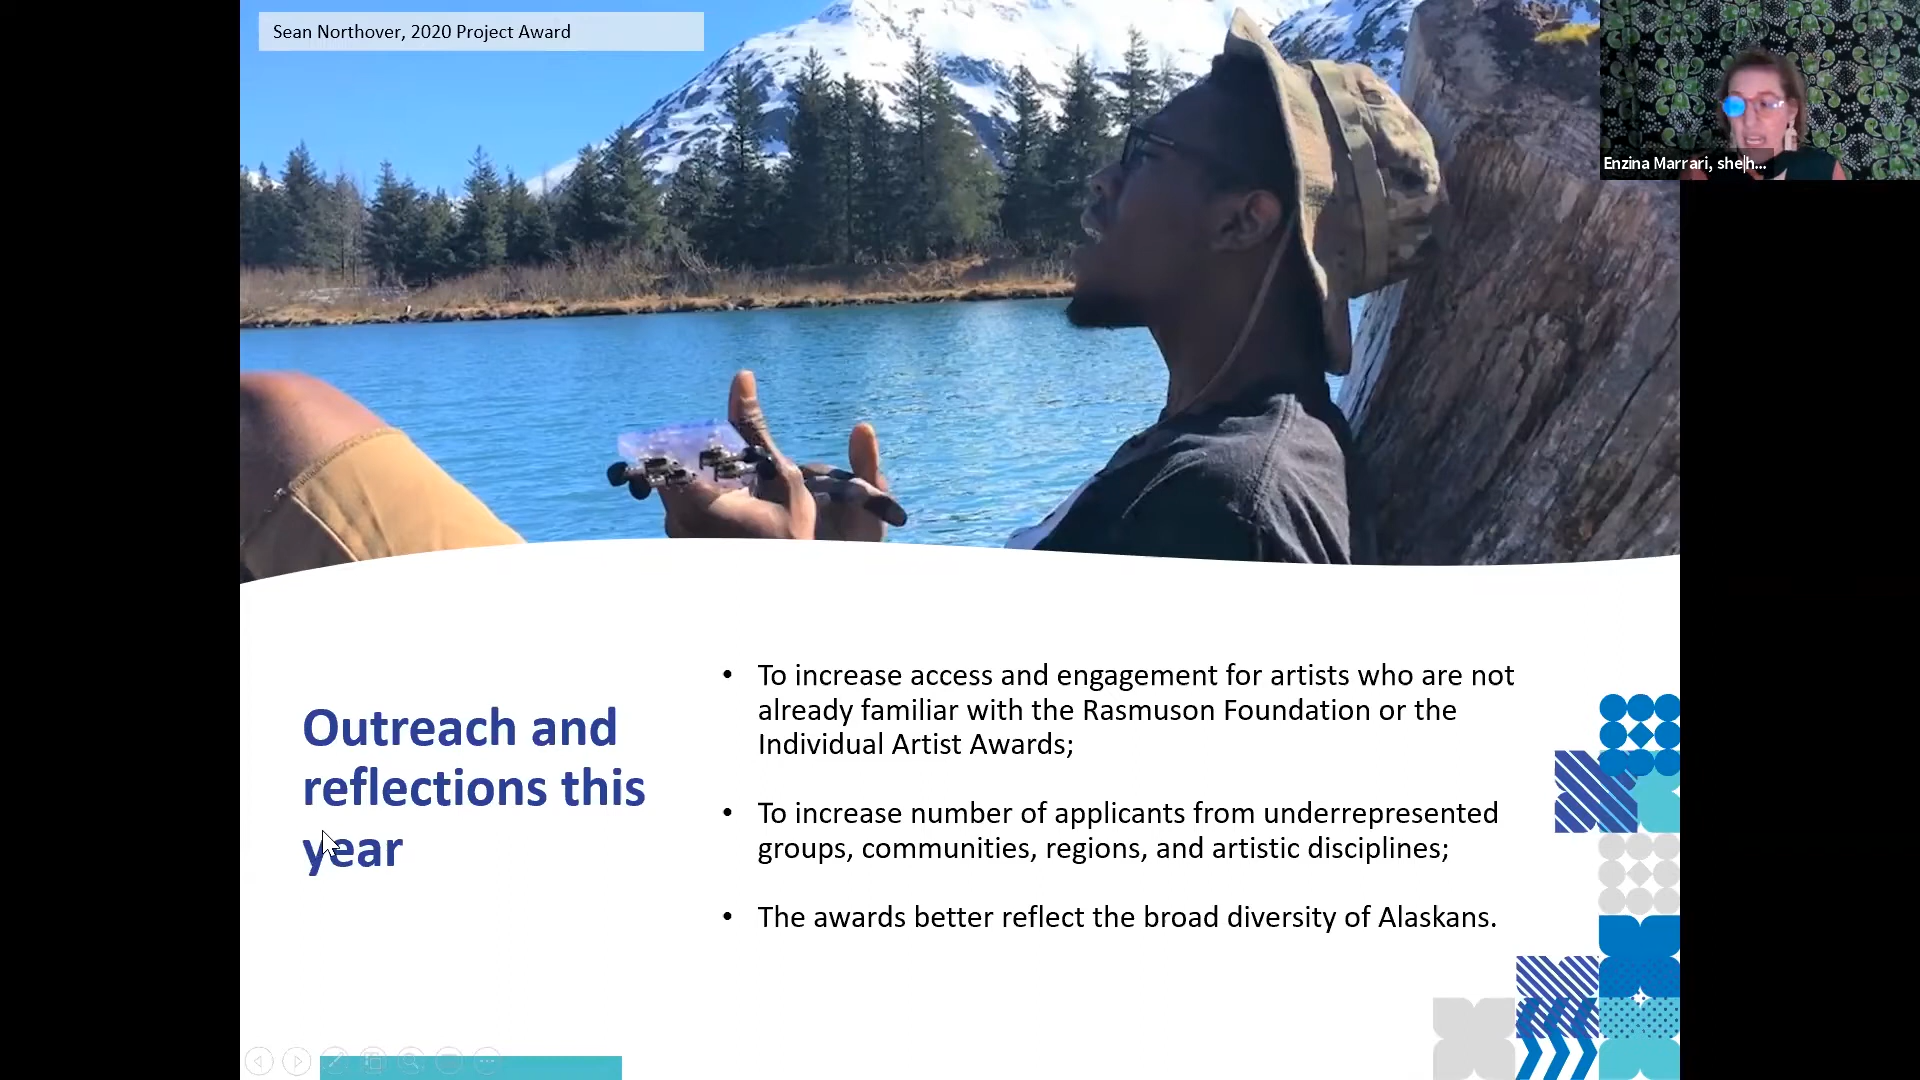 Sean Northover, 2020 Project Award
Enzina Marrari, she|h...
Outreach and
reflections this
year
• To increase access and engagement for artists who are not
already familiar with the Rasmuson Foundation or the
Individual Artist Awards;
• To increase number of applicants from underrepresented
groups, communities, regions, and artistic disciplines;
• The awards better reflect the broad diversity of Alaskans.